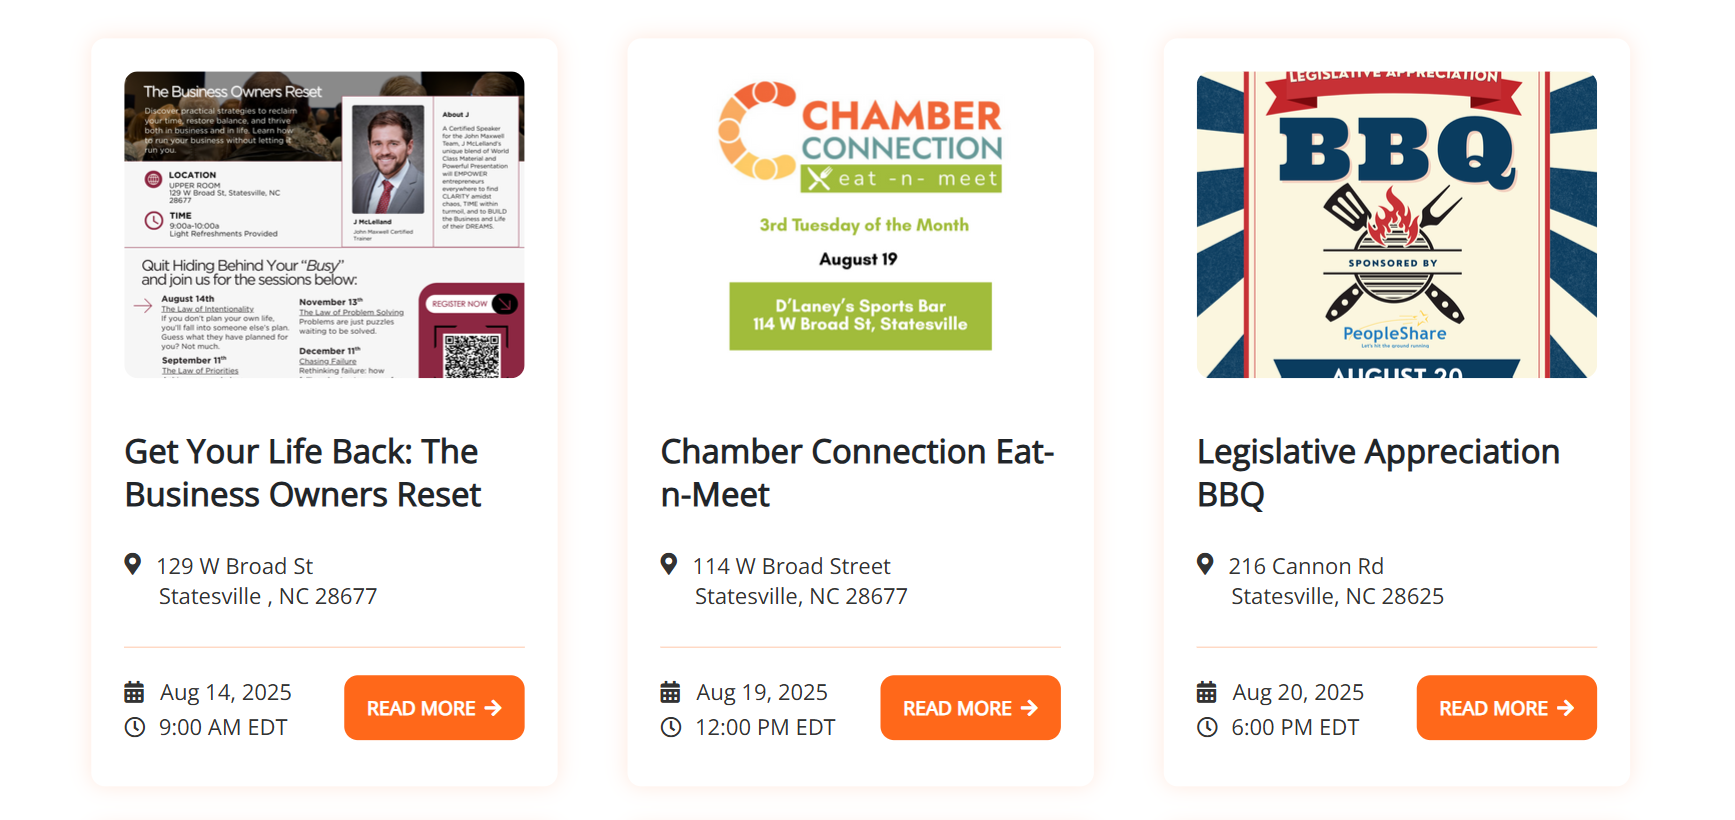 The Business Owners Reset
Discover practical strategies to reclaim
your time, restore balance, and thrive
both in business and in life. Learn how
to run your business without letting it
run you.
LOCATION
UPPER ROOM
129 W Broad St, Statesville, NC
28677
TIME
9:00a-10:00a
Light Refreshments Provided
J McLelland
John Maxwell Certified
Trainer
About J
A Certified Speaker
for the John Maxwell
Team, J McLelland's
unique blend of World
Class Material and
Powerful Presentation
will EMPOWER
entrepreneurs
everywhere to find
CLARITY amidst
chaos, TIME within
turmoil, and to BUILD
the Business and Life
of their DREAMS.
Quit Hiding Behind Your “Busy”
and join us for the sessions below:
August 14th
The Law of Intentionality
If you don't plan your own life,
you'll fall into someone else's plan.
Guess what they have planned for
you? Not much.
September 11th
The Law of Priorities
November 13th
The Law of Problem Solving
Problems are just puzzles
waiting to be solved.
December 11th
Chasing Failure
Rethinking failure: how
REGISTER NOW
Get Your Life Back: The
Business Owners Reset
129 W Broad St
Statesville , NC 28677
Aug 14, 2025
9:00 AM EDT
READ MORE
CHAMBER
CONNECTION
eat -n- meet
3rd Tuesday of the Month
August 19
D’Laney’s Sports Bar
114 W Broad St, Statesville
Chamber Connection Eat-
n-Meet
114 W Broad Street
Statesville, NC 28677
Aug 19, 2025
12:00 PM EDT
READ MORE
LEGISLATIVE APPRECIATION
BBQ
SPONSORED BY
PeopleShare
Let's hit the ground running
AUGUST 20
Legislative Appreciation
BBQ
216 Cannon Rd
Statesville, NC 28625
Aug 20, 2025
6:00 PM EDT
READ MORE